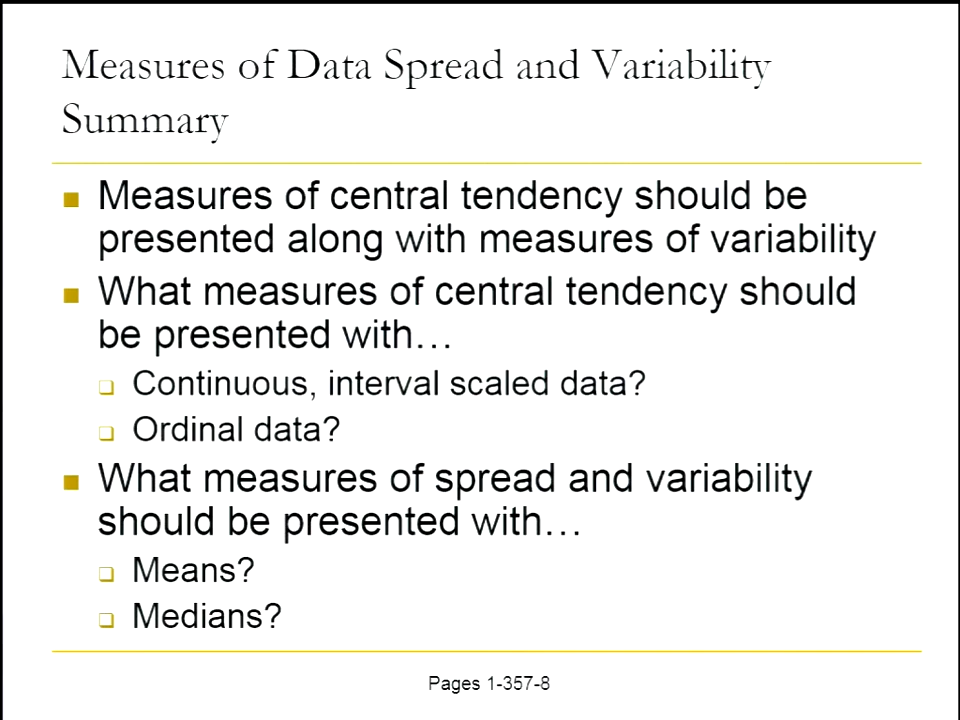 Measures of Data Spread and Variability
Summary
Measures of central tendency should be
presented along with measures of variability
What measures of central tendency should
be presented with…
Continuous, interval scaled data?
Ordinal data?
What measures of spread and variability
should be presented with…
Means?
Medians?
Pages 1-357-8